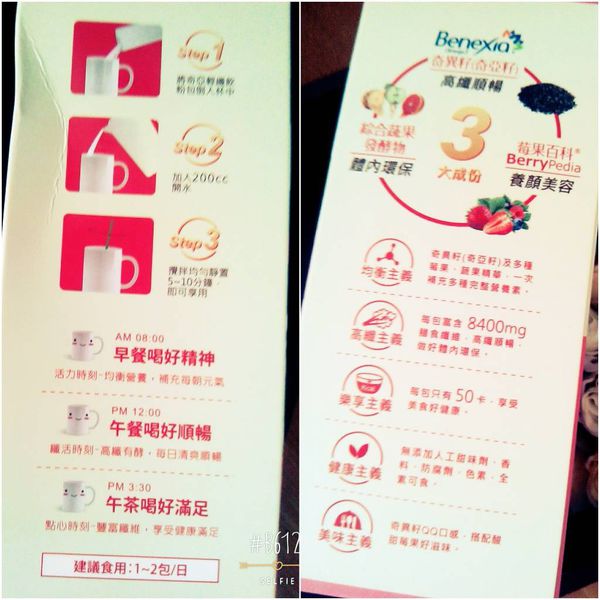 Step 1
將奇亞輕纖飲
粉包倒入杯中
Step 2
加入200cc
開水
Step 3
攪拌均勻靜置
5~10分鐘,
即可享用
AM 08:00
早餐喝好精神
活力時刻-均衡營養,補充每朝元氣
PM 12:00
午餐喝好順暢
纖活時刻-高纖有酵,每日清爽順暢
PM 3:30
午茶喝好滿足
點心時刻-豐富纖維,享受健康滿足
建議食用:1~2包/日
#B612
SELFIE
Benexia
奇異籽(奇亞籽)
高纖順暢
綜合蔬果
發酵物
體內環保
3
大成份
莓果百科®
BerryPedia
養顏美容
均衡主義
奇異籽(奇亞籽)及多種
莓果、蔬果精華,一次
補充多種完整營養素。
高纖主義
每包富含 8400mg
膳食纖維,高纖順暢,
做好體內環保。
樂享主義
每包只有50卡,享受
美食好健康。
健康主義
無添加人工甜味劑、香
料、防腐劑、色素,全
素可食。
美味主義
奇異籽QQ口感,搭配酸
甜莓果好滋味。